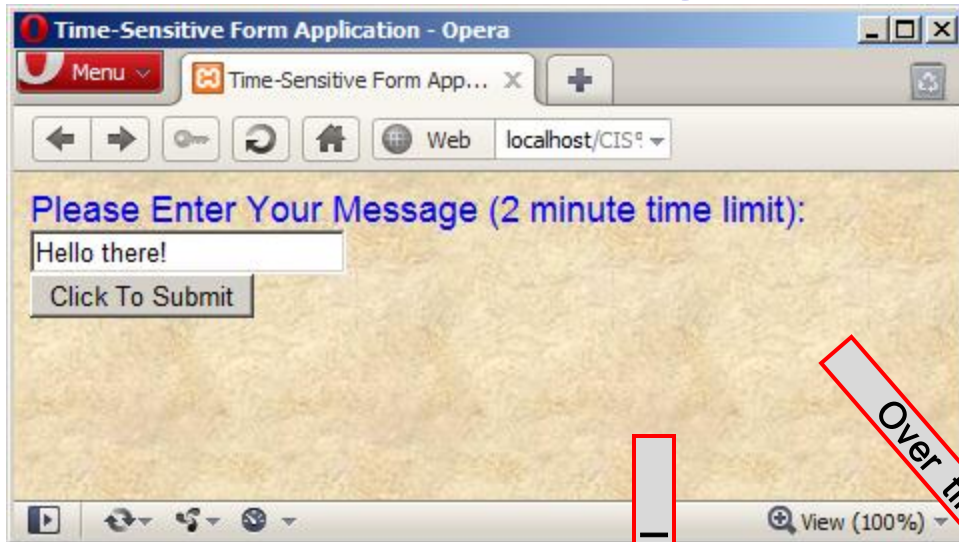 Time-Sensitive Form Application - Opera
Menu
Time-Sensitive Form App...
Web localhost/CIS
Please Enter Your Message (2 minute time limit):
Hello there!
Click To Submit
Over
View (100%)